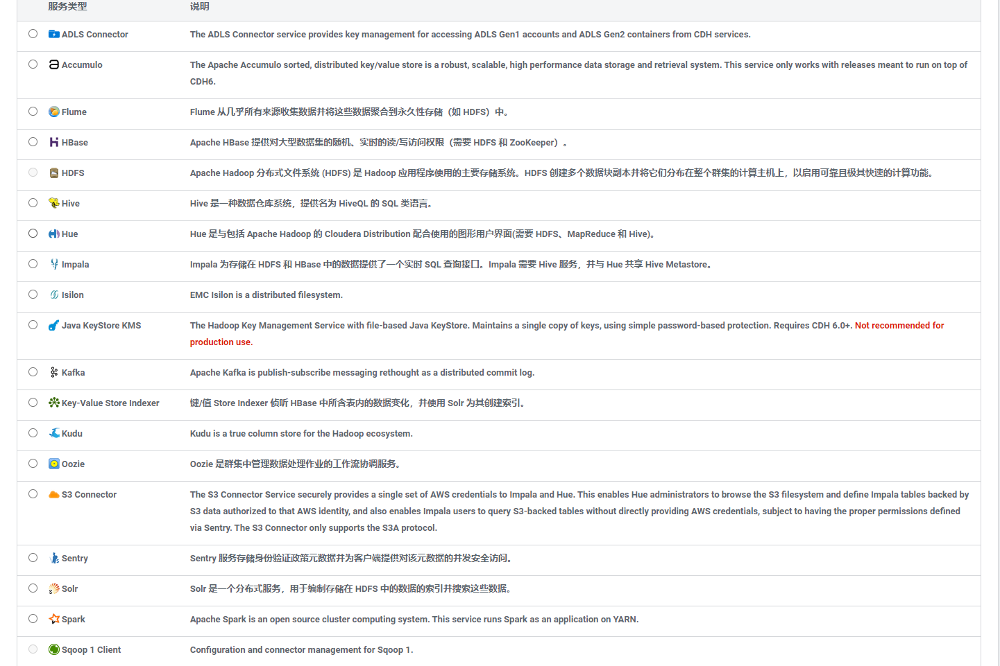 服务类型 说明
ADLS Connector The ADLS Connector service provides key management for accessing ADLS Gen1 accounts and ADLS Gen2 containers from CDH services.
Accumulo The Apache Accumulo sorted, distributed key/value store is a robust, scalable, high performance data storage and retrieval system. This service only works with releases meant to run on top of
CDH6.
Flume Flume 从几乎所有来源收集数据并将这些数据聚合到永久性存储（如 HDFS）中。
HBase Apache HBase 提供对大型数据集的随机、实时的读/写访问权限（需要 HDFS 和 ZooKeeper）。
HDFS Apache Hadoop 分布式文件系统 (HDFS) 是 Hadoop 应用程序使用的主要存储系统。HDFS 创建多个数据块副本并将它们分布在整个群集的计算主机上，以启用可靠且极其快速的计算功能。
Hive Hive 是一种数据仓库系统，提供名为 HiveQL 的 SQL 类语言。
Hue Hue 是与包括 Apache Hadoop 的 Cloudera Distribution 配合使用的图形用户界面(需要 HDFS、MapReduce 和 Hive)。
Impala Impala 为存储在 HDFS 和 HBase 中的数据提供了一个实时 SQL 查询接口。Impala 需要 Hive 服务，并与 Hue 共享 Hive Metastore。
Isilon EMC Isilon is a distributed filesystem.
Java KeyStore KMS The Hadoop Key Management Service with file-based Java KeyStore. Maintains a single copy of keys, using simple password-based protection. Requires CDH 6.0+. Not recommended for
production use.
Kafka Apache Kafka is publish-subscribe messaging rethought as a distributed commit log.
Key-Value Store Indexer 键/值 Store Indexer 侦听 HBase 中所含表内的数据变化，并使用 Solr 为其创建索引。
Kudu Kudu is a true column store for the Hadoop ecosystem.
Oozie Oozie 是群集中管理数据处理作业的工作流协调服务。
S3 Connector The S3 Connector Service securely provides a single set of AWS credentials to Impala and Hue. This enables Hue administrators to browse the S3 filesystem and define Impala tables backed by
S3 data authorized to that AWS identity, and also enables Impala users to query S3-backed tables without directly providing AWS credentials, subject to having the proper permissions defined
via Sentry. The S3 Connector only supports the S3A protocol.
Sentry Sentry 服务存储身份验证政策元数据并为客户端提供对该元数据的并发安全访问。
Solr Solr 是一个分布式服务，用于编制存储在 HDFS 中的数据的索引并搜索这些数据。
Spark Apache Spark is an open source cluster computing system. This service runs Spark as an application on YARN.
Sqoop 1 Client Configuration and connector management for Sqoop 1.